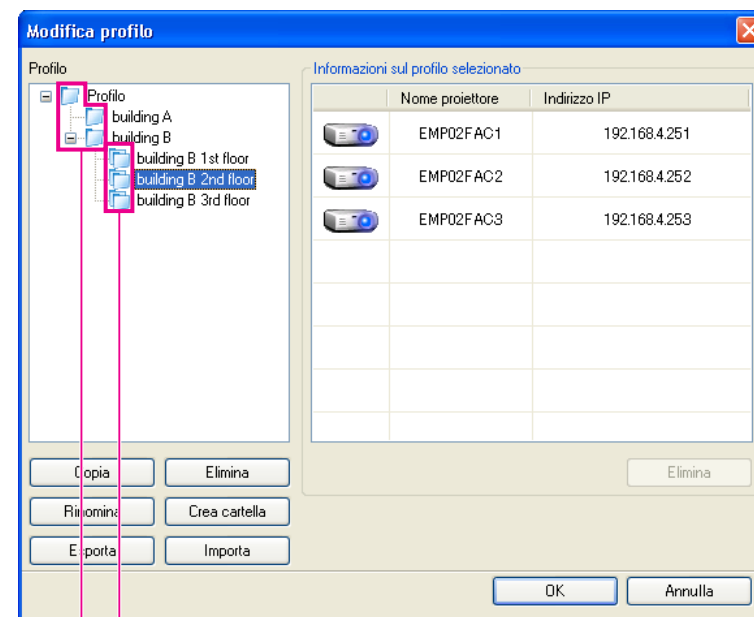 Modifica profilo
Profilo
Informazioni sul profilo selezionato
Profilo
building A
building B
building B 1st floor
building B 2nd floor
building B 3rd floor
Nome proiettore Indirizzo IP
EMP02FAC1 192.168.4.251
EMP02FAC2 192.168.4.252
EMP02FAC3 192.168.4.253
Copia Elimina
Rinomina Crea cartella
Esporta Importa
Elimina
OK Annulla